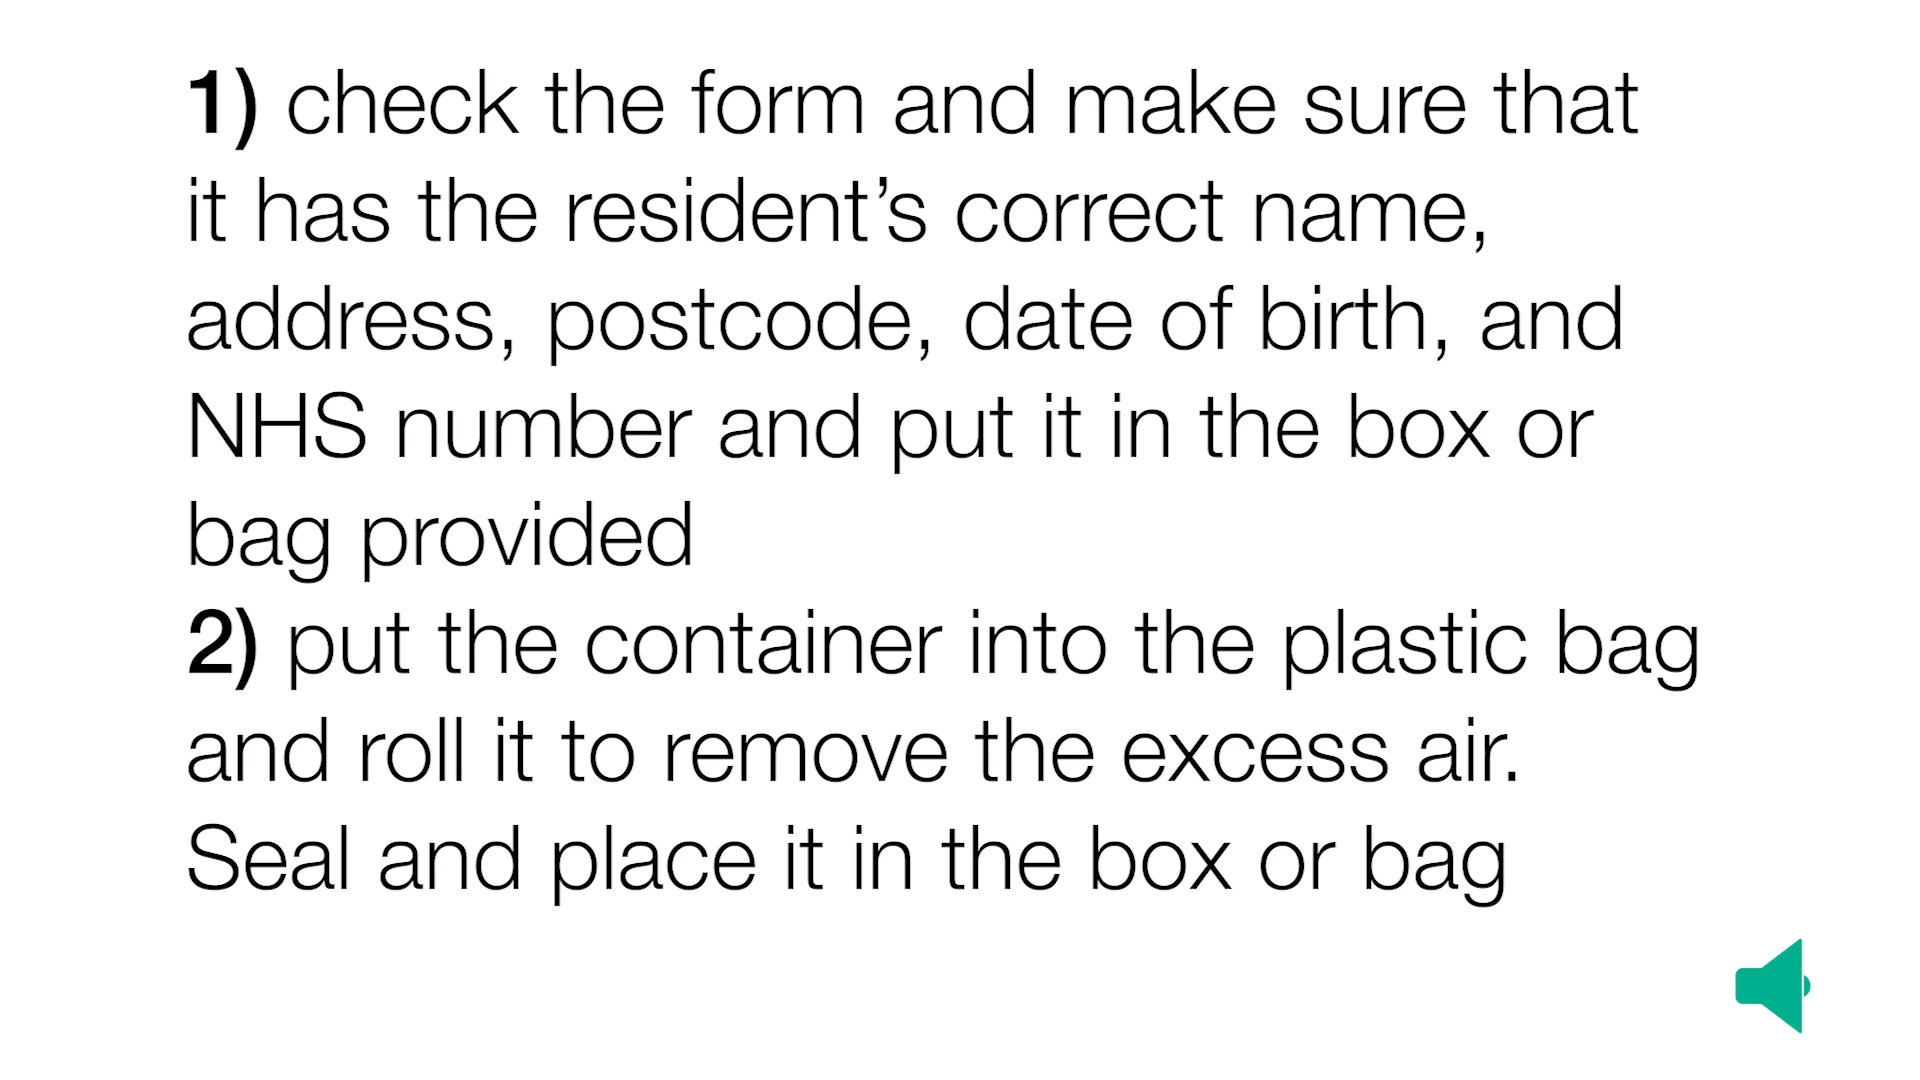 1) check the form and make sure that
it has the resident’s correct name,
address, postcode, date of birth, and
NHS number and put it in the box or
bag provided
2) put the container into the plastic bag
and roll it to remove the excess air.
Seal and place it in the box or bag